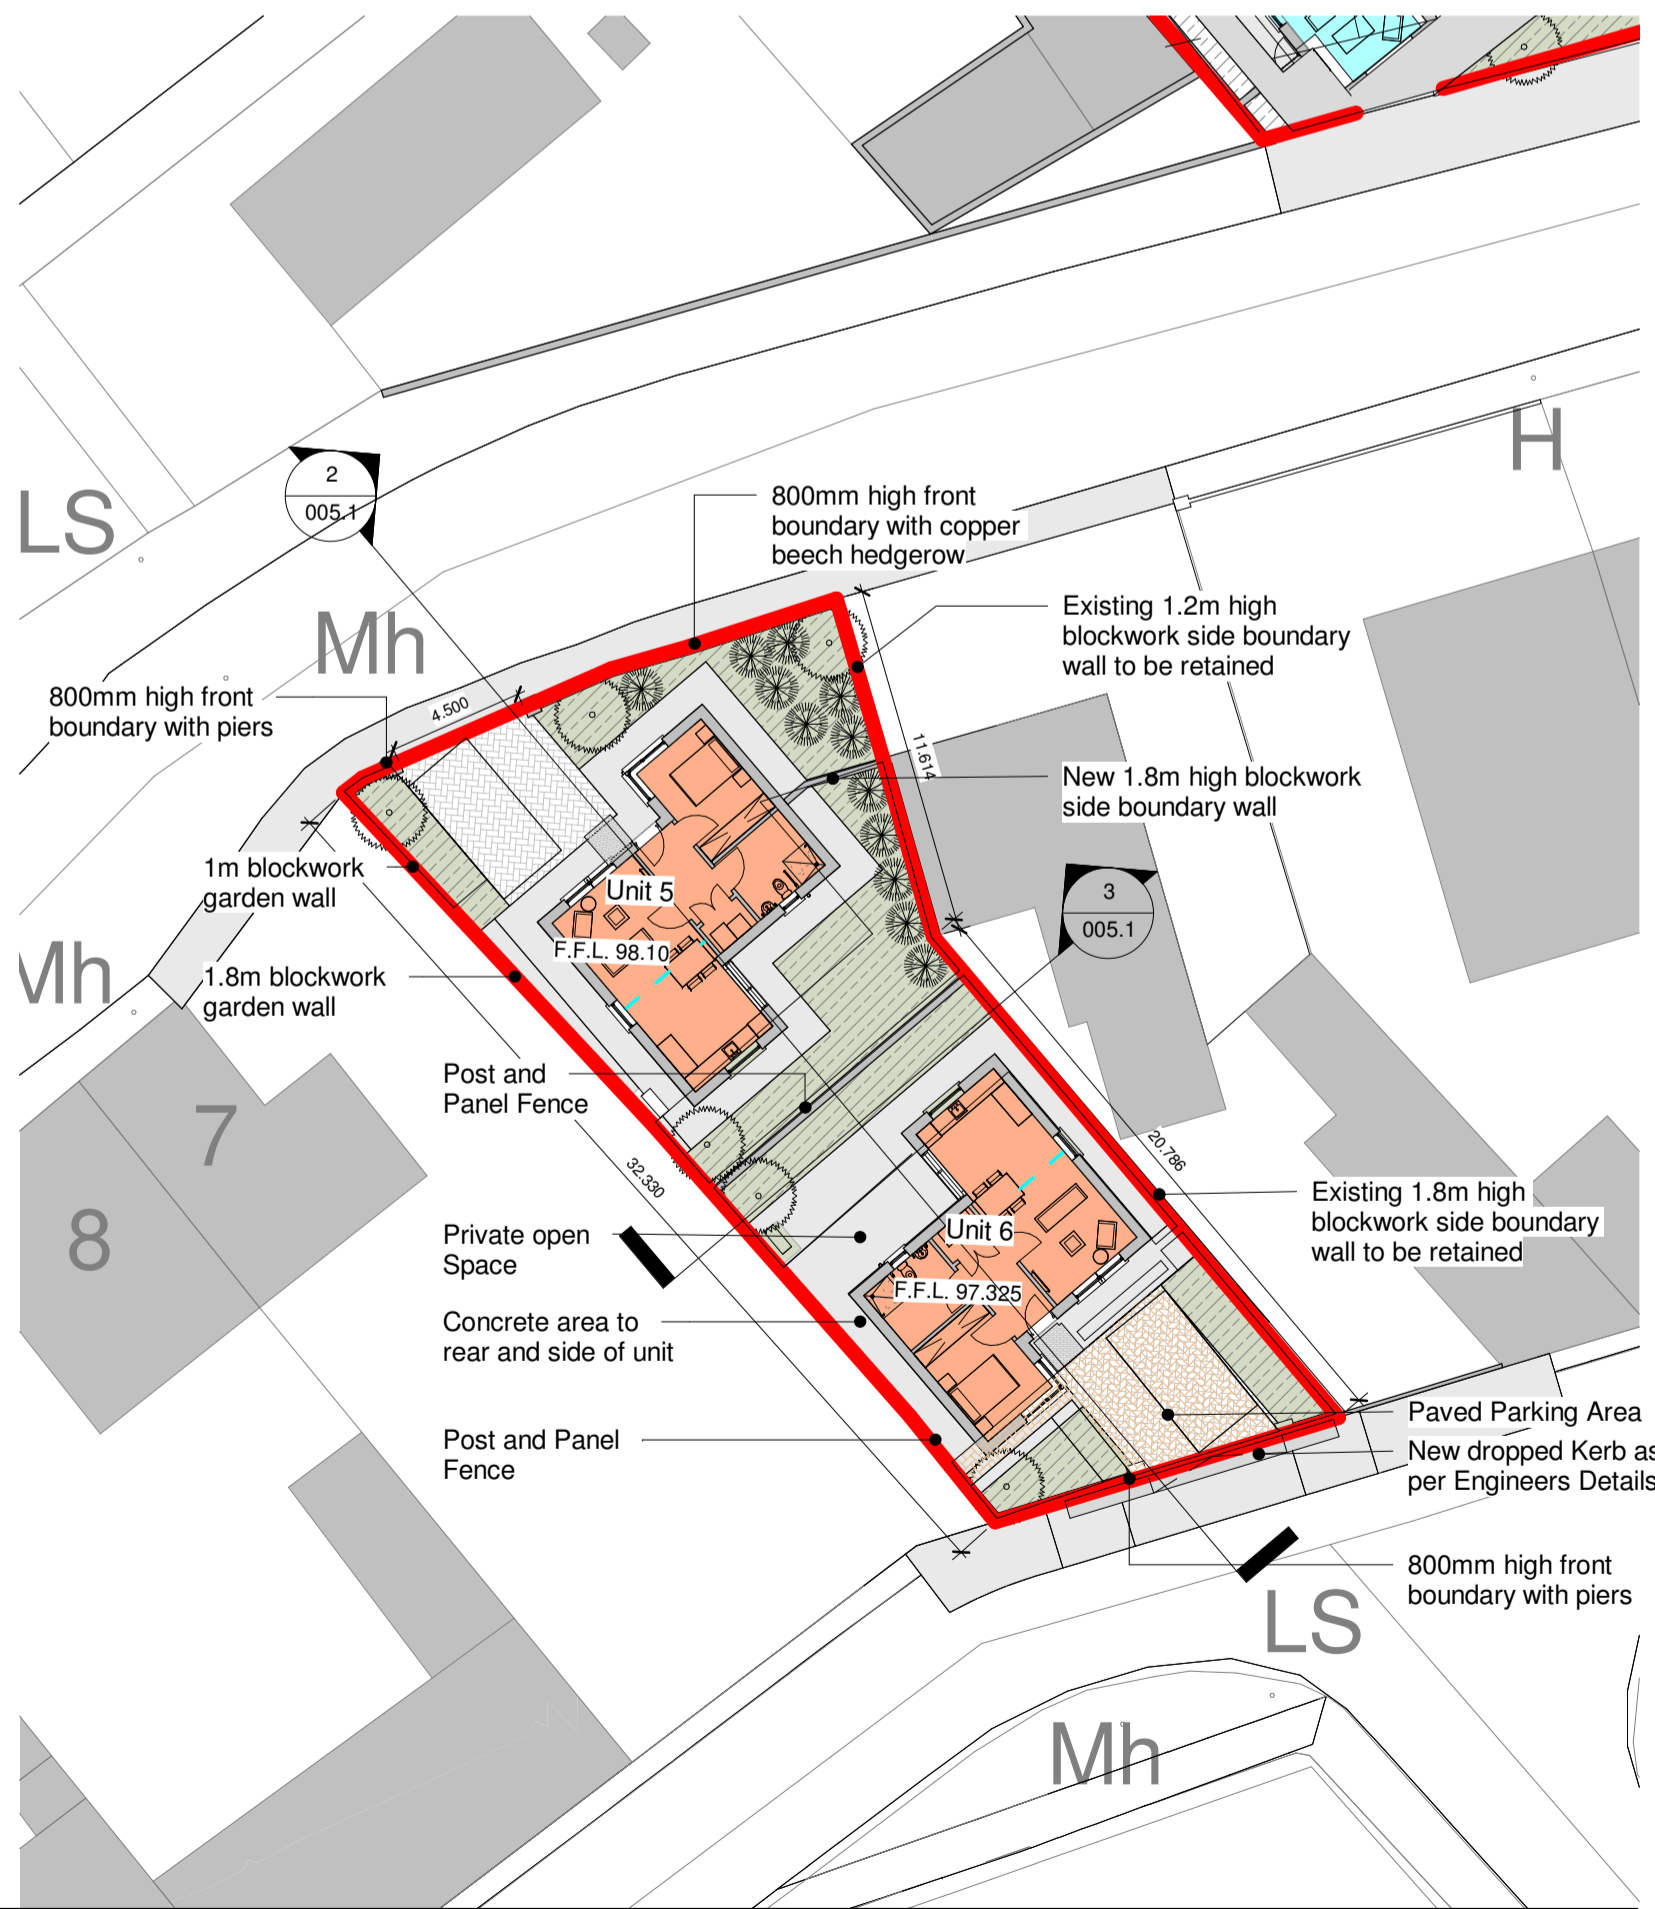 H
2
005.1
LS
800mm high front
boundary with copper
beech hedgerow
Existing 1.2m high
blockwork side boundary
wall to be retained
Mh
800mm high front
boundary with piers
4.500
11.614
New 1.8m high blockwork
side boundary wall
1m blockwork
garden wall
Unit 5
3
005.1
F.F.L. 98.10
Mh
1.8m blockwork
garden wall
Post and
Panel Fence
7
20.786
32.330
8
Private open
Space
Unit 6
Existing 1.8m high
blockwork side boundary
wall to be retained
F.F.L. 97.325
Concrete area to
rear and side of unit
Paved Parking Area
Post and Panel
Fence
New dropped Kerb as
per Engineers Details
800mm high front
boundary with piers
LS
Mh